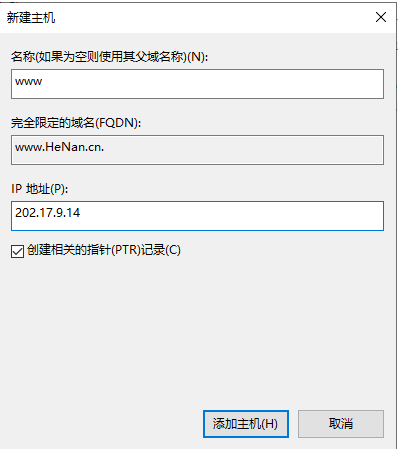 新建主机
名称(如果为空则使用其父域名称)(N):
www
完全限定的域名(FQDN):
www.HeNan.cn.
IP 地址(P):
202.17.9.14
创建相关的指针(PTR)记录(C)
添加主机(H) 取消